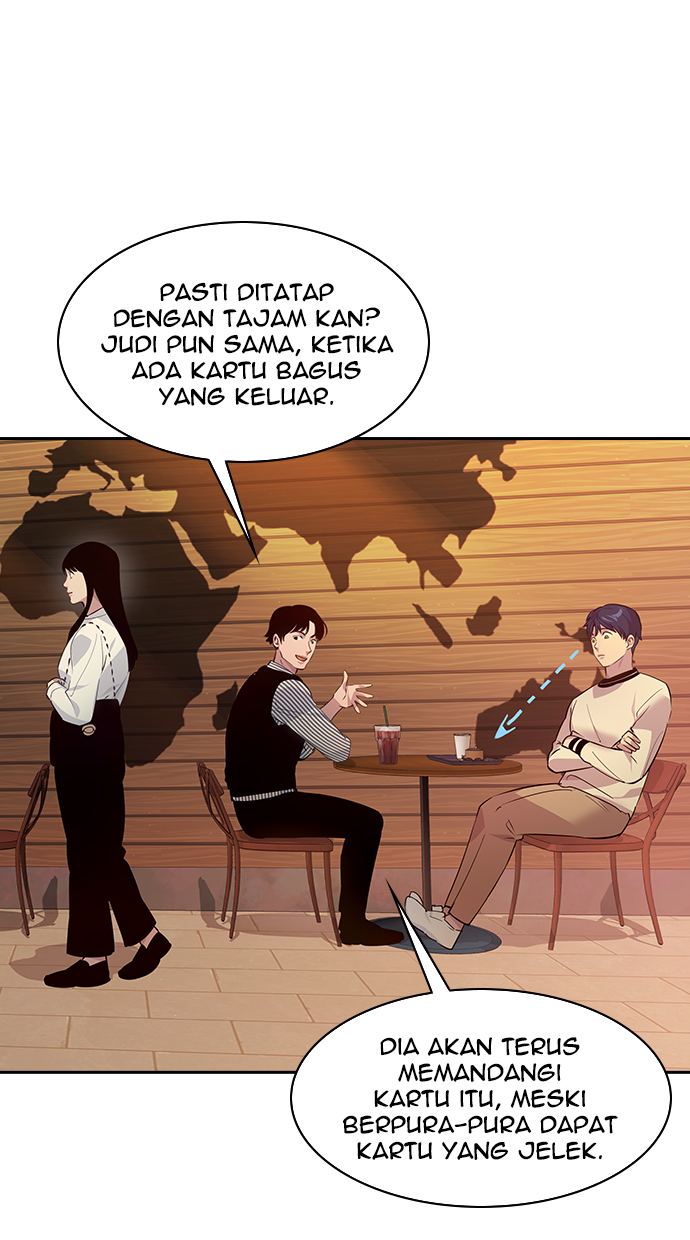 PASTI DITATAP
DENGAN TAJAM KAN?
JUDI PUN SAMA, KETIKA
ADA KARTU BAGUS
YANG KELUAR.
DIA AKAN TERUS
MEMANDANGI
KARTU ITU, MESKI
BERPURA-PURA DAPAT
KARTU YANG JELEK.